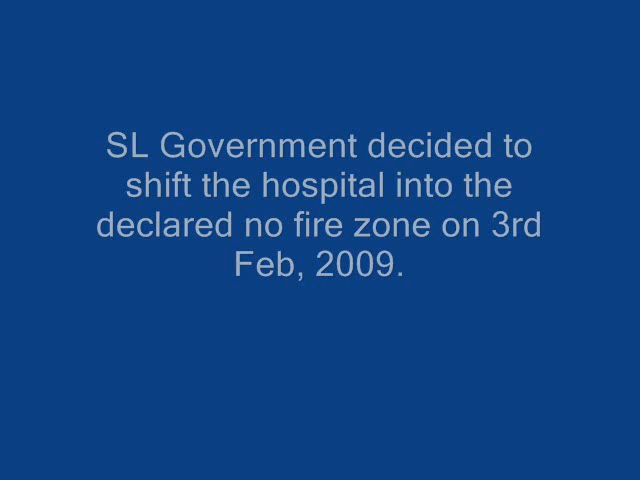 SL Government decided to
shift the hospital into the
declared no fire zone on 3rd
Feb, 2009.